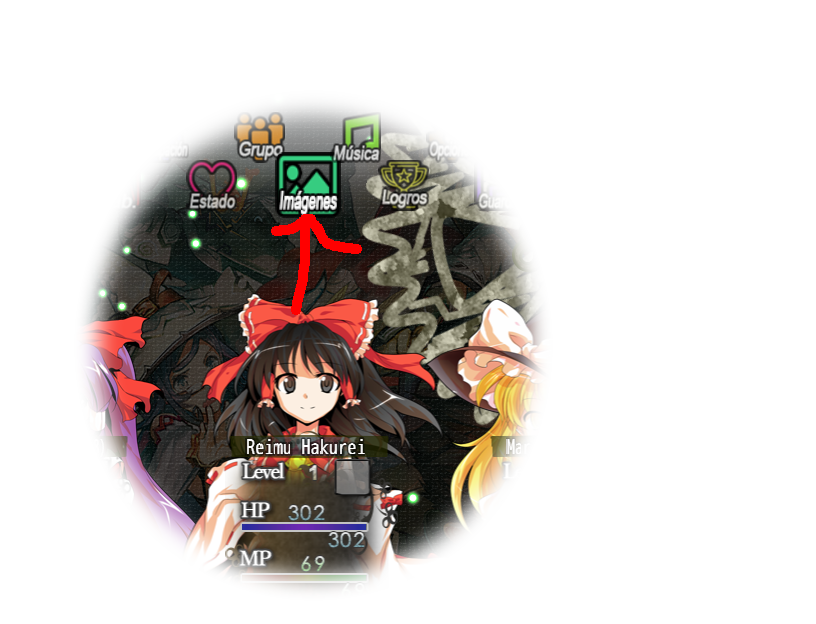 Grupo
Música
Estado
Imágenes
Logros
Reimu Hakurei
Level 1
HP 302
302
MP 69